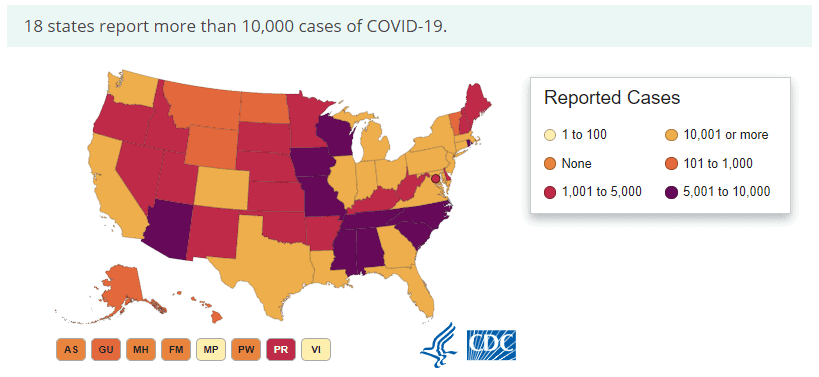 18 states report more than 10,000 cases of COVID-19.
Reported Cases
1 to 100
10,001 or more
None
101 to 1,000
1,001 to 5,000
5,001 to 10,000
AS GU MH FM MP PW PR VI
CDC